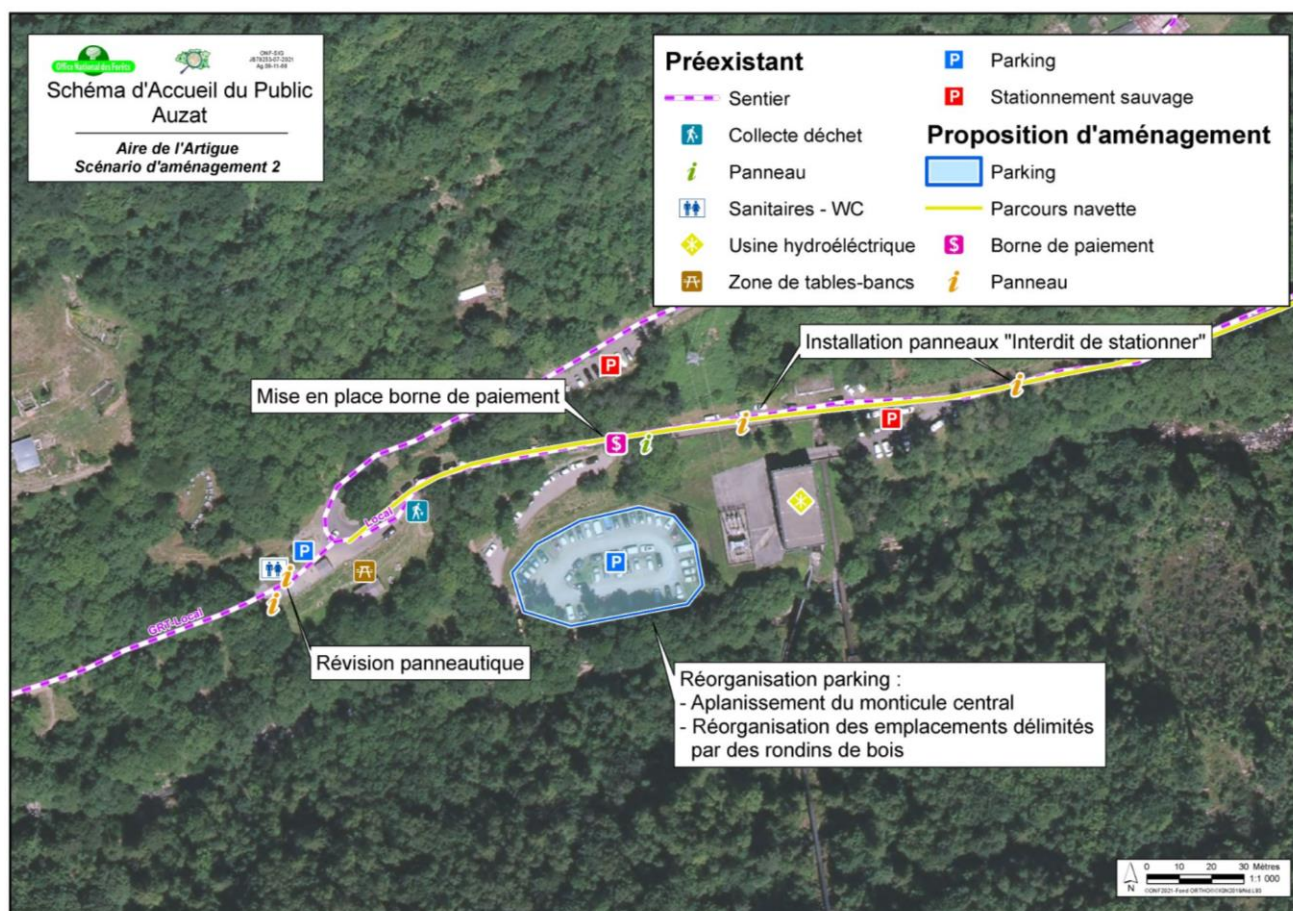 Office National des Forêts
Schéma d'Accueil du Public
Auzat
Aire de l'Artigue
Scénario d'aménagement 2
Préexistant
Sentier
Collecte déchet
Panneau
Sanitaires - WC
Usine hydroéléctrique
Zone de tables-bancs
P Parking
P Stationnement sauvage
Proposition d'aménagement
Parking
Parcours navette
$ Borne de paiement
Panneau
Installation panneaux "Interdit de stationner"
P
Mise en place borne de paiement
P
$
Local
P
P
GRT-Local
Révision panneautique
Réorganisation parking :
- Aplanissement du monticule central
- Réorganisation des emplacements délimités
par des rondins de bois
0 10 20 30 Mètres
N
1:1 000